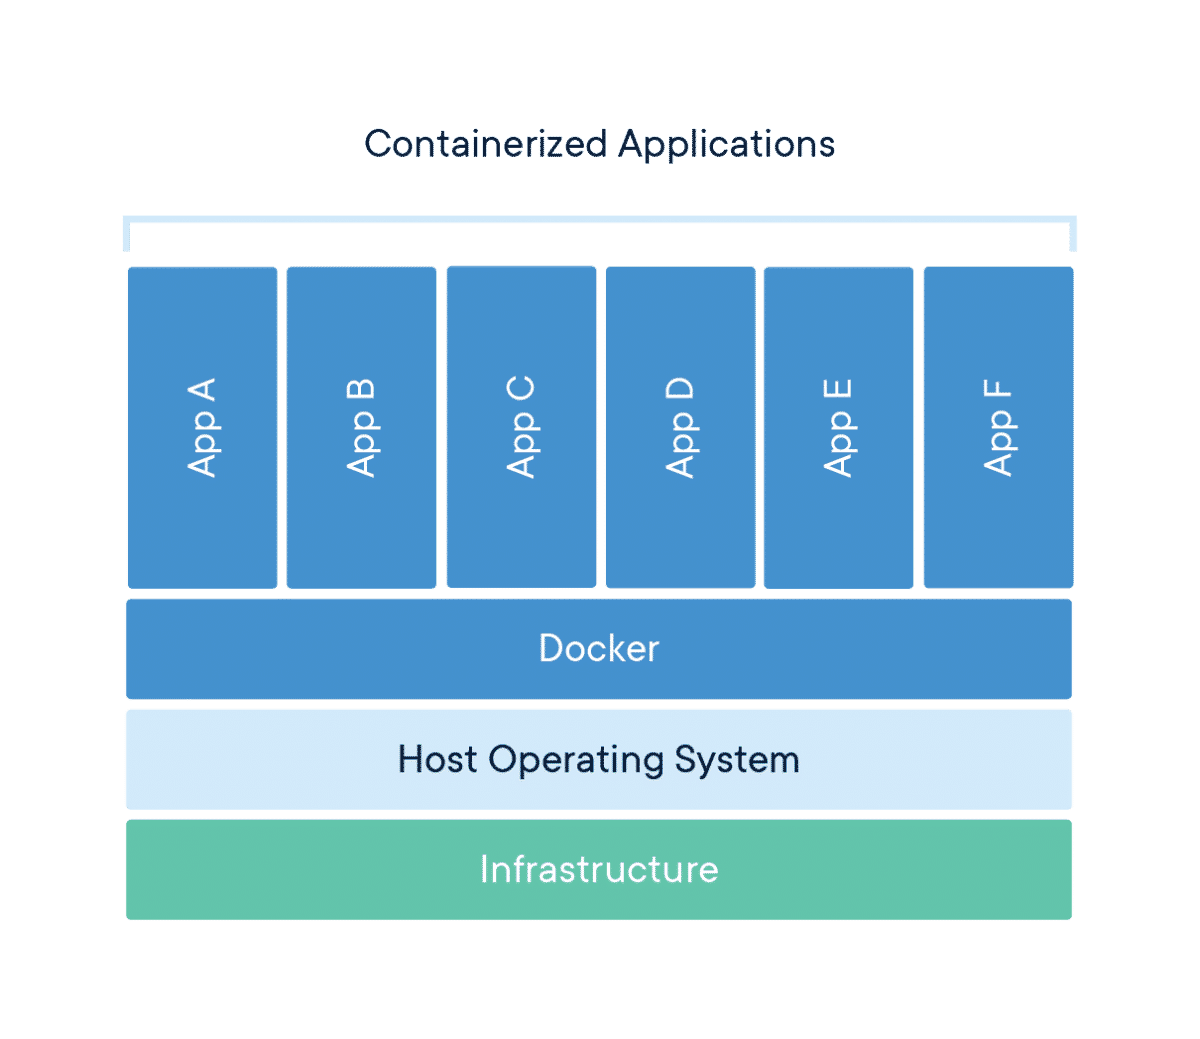 Containerized Applications
App A
App B
App C
App D
App E
App F
Docker
Host Operating System
Infrastructure